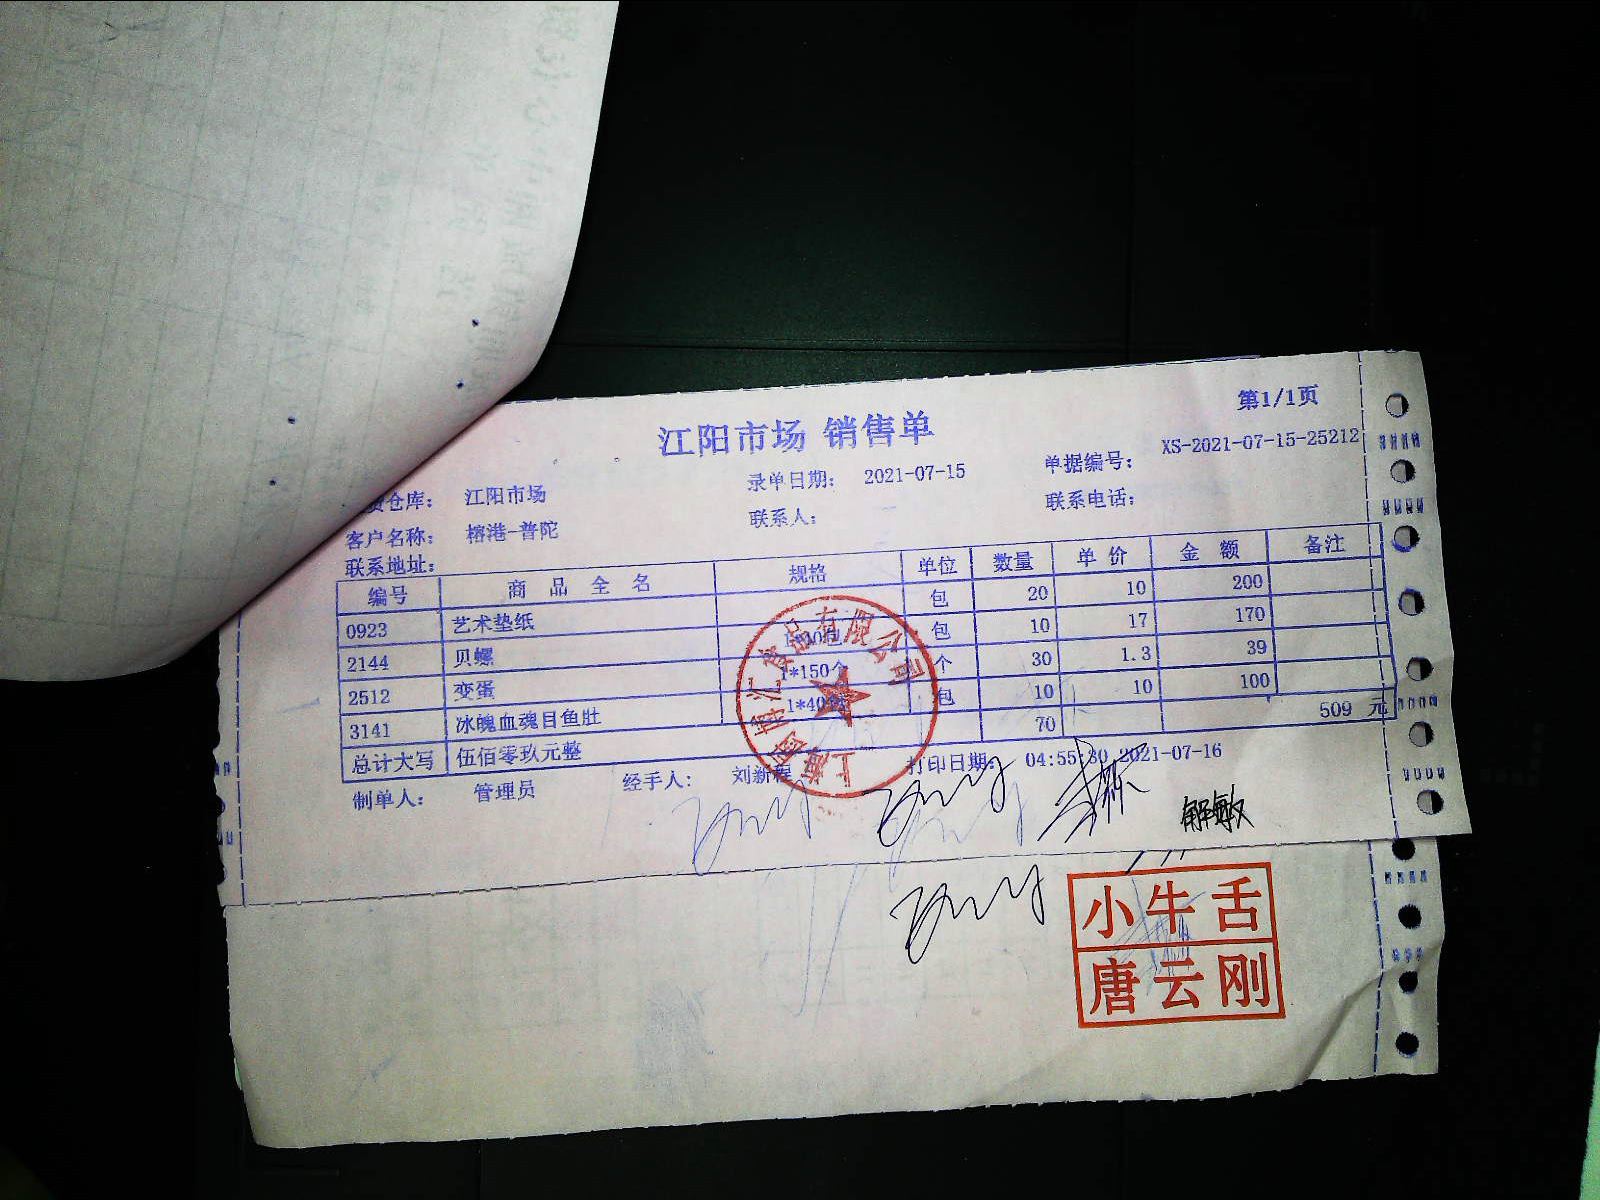 第1/1页
江阳市场 销售单
仓库: 江阳市场 录单日期: 2021-07-15 单据编号: XS-2021-07-15-25212
客户名称: 榕港-普陀 联系人: 联系电话:
联系地址:
编号 商品全名 规格 单位 数量 单价 金额 备注
0923 艺术垫纸 包 20 10 200
2144 贝螺 包 10 17 170
2512 变蛋 1*150个 个 30 1.3 39
3141 冰魄血魂目鱼肚 包 10 10 100
总计大写 伍佰零玖元整 70 509 元
制单人: 管理员 经手人: 刘新程 打印日期: 04:55:30 2021-07-16
解敏
小牛舌
唐云刚